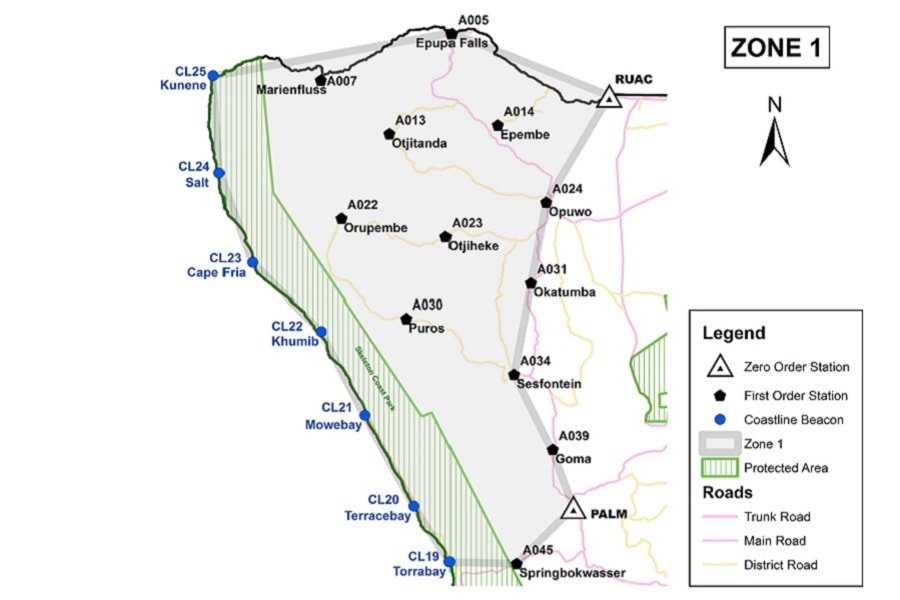 ZONE 1
N
A005
Epupa Falls
RUAC
CL25
Kunene
A007
Marienfluss
A013
Otjitanda
A014
Epembe
CL24
Salt
A024
Opuwo
A022
Orupembe
A023
Otjiheke
CL23
Cape Fria
A031
Okatumba
A030
Puros
CL22
Khumib
Skeleton Coast Park
A034
Sesfontein
CL21
Mowebay
A039
Goma
CL20
Terracebay
PALM
CL19
Torrabay
A045
Springbokwasser
Legend
Zero Order Station
First Order Station
Coastline Beacon
Zone 1
Protected Area
Roads
Trunk Road
Main Road
District Road